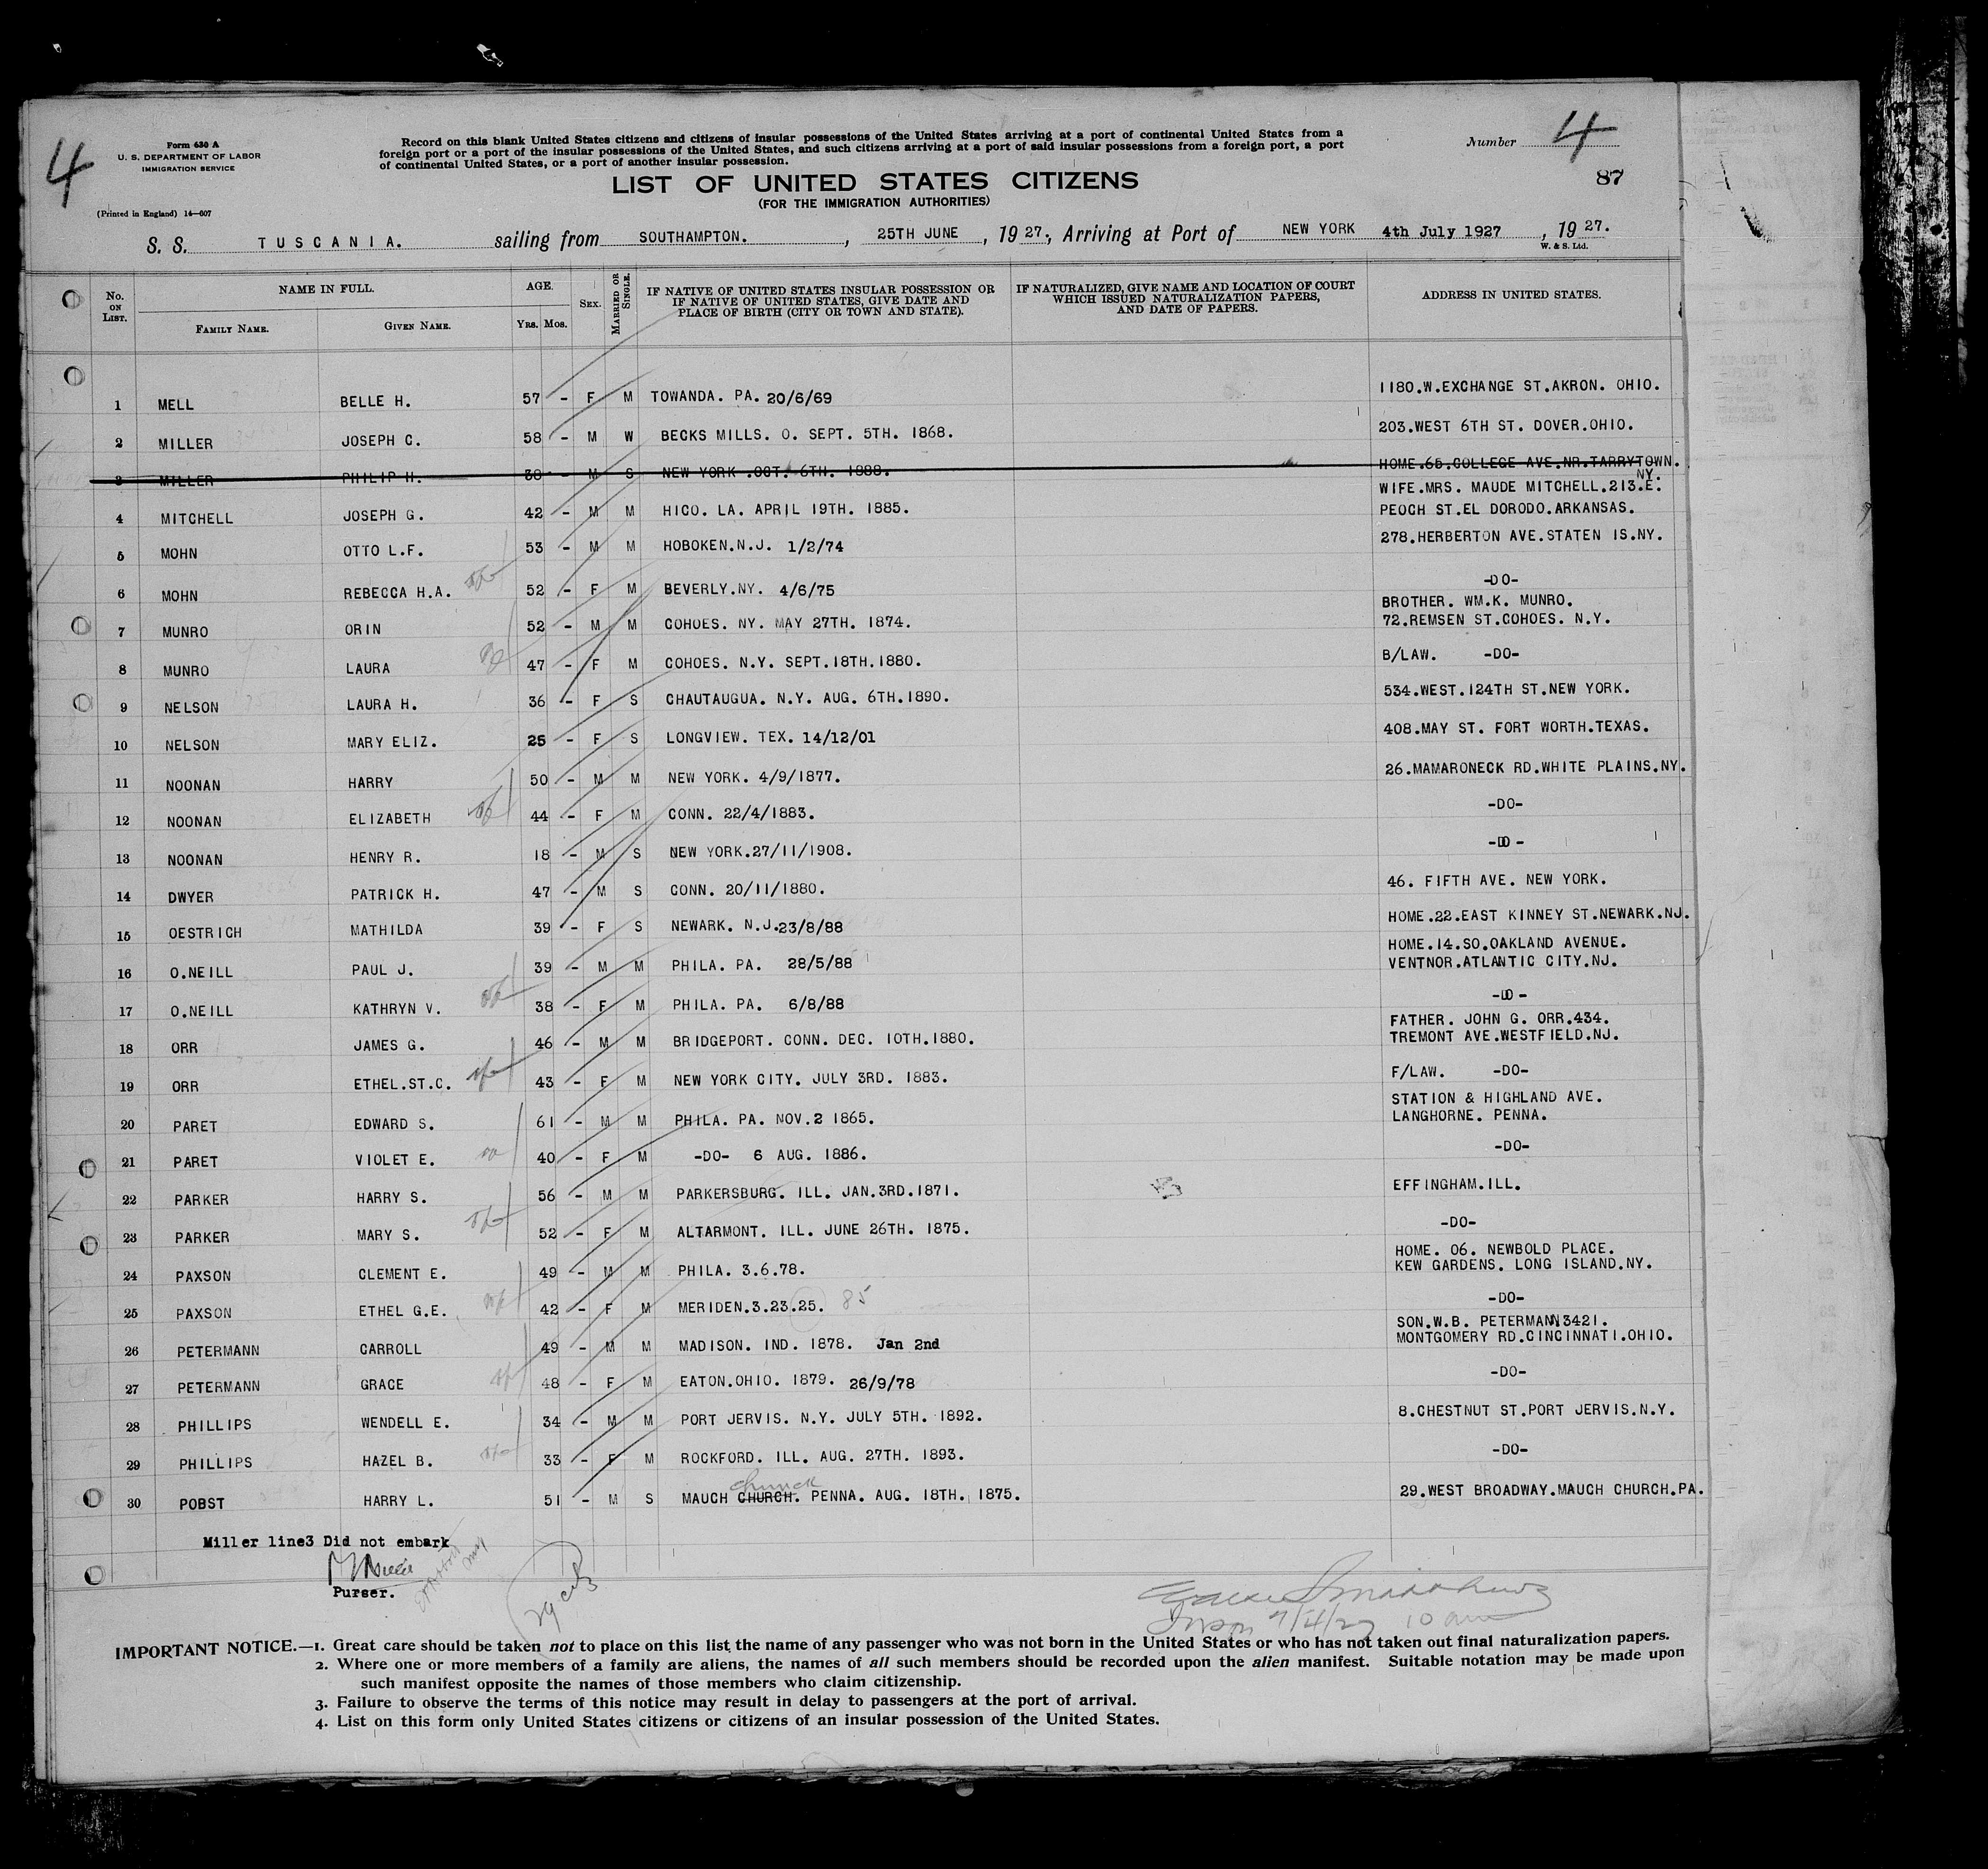 4
Form 630 A
U. S. DEPARTMENT OF LABOR
IMMIGRATION SERVICE
(Printed in England) 14—607
Record on this blank United States citizens and citizens of insular possessions of the United States arriving at a port of continental United States from a
foreign port or a port of the insular possessions of the United States, and such citizens arriving at a port of said insular possessions from a foreign port, a port
of continental United States, or a port of another insular possession.
Number 4
87
LIST OF UNITED STATES CITIZENS
(FOR THE IMMIGRATION AUTHORITIES)
S. S. TUSCANIA. sailing from SOUTHAMPTON. , 25TH JUNE , 1927., Arriving at Port of NEW YORK 4th July 1927 , 1927.
W. & S. Ltd.
No. ON LIST. NAME IN FULL. FAMILY NAME. GIVEN NAME. AGE. YRS. MOS. SEX. MARRIED OR SINGLE. IF NATIVE OF UNITED STATES INSULAR POSSESSION OR IF NATIVE OF UNITED STATES, GIVE DATE AND PLACE OF BIRTH (CITY OR TOWN AND STATE). IF NATURALIZED, GIVE NAME AND LOCATION OF COURT WHICH ISSUED NATURALIZATION PAPERS, AND DATE OF PAPERS. ADDRESS IN UNITED STATES.
1 MELL BELLE H. 57 - F M TOWANDA. PA. 20/6/69 1180.W.EXCHANGE ST.AKRON. OHIO.
2 MILLER JOSEPH C. 58 - M W BECKS MILLS. O. SEPT. 5TH. 1868. 203.WEST 6TH ST. DOVER.OHIO.
3 MILLER PHILIP H. 38 - M S NEW YORK .OCT. 6TH. 1888. HOME.65.COLLEGE AVE.NR.TARRYTOWN. NY.
4 MITCHELL JOSEPH G. 42 - M M HICO. LA. APRIL 19TH. 1885. WIFE.MRS. MAUDE MITCHELL.213.E.
PEOCH ST.EL DORODO.ARKANSAS.
5 MOHN OTTO L.F. 53 - M M HOBOKEN.N.J. 1/2/74 278.HERBERTON AVE.STATEN IS.NY.
6 MOHN REBECCA H.A. 52 - F M BEVERLY.NY. 4/6/75 -DO-
7 MUNRO ORIN 52 - M M COHOES. NY. MAY 27TH. 1874. BROTHER. WM.K. MUNRO.
72.REMSEN ST.COHOES. N.Y.
8 MUNRO LAURA 47 - F M COHOES. N.Y. SEPT.18TH.1880. B/LAW. -DO-
9 NELSON LAURA H. 36 - F S CHAUTAUGUA. N.Y. AUG. 6TH.1890. 534.WEST.124TH ST.NEW YORK.
10 NELSON MARY ELIZ. 25 - F S LONGVIEW. TEX. 14/12/01 408.MAY ST. FORT WORTH.TEXAS.
11 NOONAN HARRY 50 - M M NEW YORK. 4/9/1877. 26.MAMARONECK RD.WHITE PLAINS.NY.
12 NOONAN ELIZABETH 44 - F M CONN. 22/4/1883. -DO-
13 NOONAN HENRY R. 18 - M S NEW YORK.27/11/1908. -DO-
14 DWYER PATRICK H. 47 - M S CONN. 20/11/1880. 46. FIFTH AVE. NEW YORK.
15 OESTRICH MATHILDA 39 - F S NEWARK. N.J.23/8/88 HOME.22.EAST KINNEY ST.NEWARK.NJ.
16 O.NEILL PAUL J. 39 - M M PHILA. PA. 28/5/88 HOME.14.SO.OAKLAND AVENUE.
VENTNOR.ATLANTIC CITY.NJ.
17 O.NEILL KATHRYN V. 38 - F M PHILA. PA. 6/8/88 -DO-
18 ORR JAMES G. 46 - M M BRIDGEPORT. CONN. DEC. 10TH.1880. FATHER. JOHN G. ORR.434.
TREMONT AVE.WESTFIELD.NJ.
19 ORR ETHEL.ST.C. 43 - F M NEW YORK CITY. JULY 3RD. 1883. F/LAW. -DO-
20 PARET EDWARD S. 61 - M M PHILA. PA. NOV.2 1865. STATION & HIGHLAND AVE.
LANGHORNE. PENNA.
21 PARET VIOLET E. 40 - F M -DO- 6 AUG. 1886. -DO-
22 PARKER HARRY S. 56 - M M PARKERSBURG. ILL. JAN.3RD.1871. EFFINGHAM.ILL.
23 PARKER MARY S. 52 - F M ALTARMONT. ILL. JUNE 26TH. 1875. -DO-
24 PAXSON CLEMENT E. 49 - M M PHILA. 3.6.78. HOME. 06. NEWBOLD PLACE.
KEW GARDENS. LONG ISLAND.NY.
25 PAXSON ETHEL G.E. 42 - F M MERIDEN.3.23.25. 85 -DO-
26 PETERMANN CARROLL 49 - M M MADISON. IND. 1878. Jan 2nd SON.W.B. PETERMANN3421.
MONTGOMERY RD.CINCINNATI.OHIO.
27 PETERMANN GRACE 48 - F M EATON.OHIO. 1879. 26/9/78 -DO-
28 PHILLIPS WENDELL E. 34 - M M PORT JERVIS. N.Y. JULY 5TH. 1892. 8.CHESTNUT ST.PORT JERVIS.N.Y.
29 PHILLIPS HAZEL B. 33 - F M ROCKFORD. ILL. AUG. 27TH. 1893. -DO-
30 POBST HARRY L. 51 - M S MAUCH CHURCH. PENNA. AUG. 18TH. 1875. 29.WEST BROADWAY.MAUCH CHURCH.PA.
Miller line3 Did not embark
Purser.
7/4/27 10 am
IMPORTANT NOTICE.—1. Great care should be taken not to place on this list the name of any passenger who was not born in the United States or who has not taken out final naturalization papers.
2. Where one or more members of a family are aliens, the names of all such members should be recorded upon the alien manifest. Suitable notation may be made upon
such manifest opposite the names of those members who claim citizenship.
3. Failure to observe the terms of this notice may result in delay to passengers at the port of arrival.
4. List on this form only United States citizens or citizens of an insular possession of the United States.